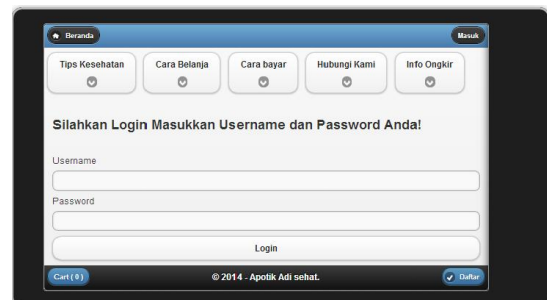 Beranda Masuk
Tips Kesehatan Cara Belanja Cara bayar Hubungi Kami Info Ongkir
Silahkan Login Masukkan Username dan Password Anda!
Username
Password
Login
Cart ( 0 ) © 2014 - Apotik Adi sehat. Daftar